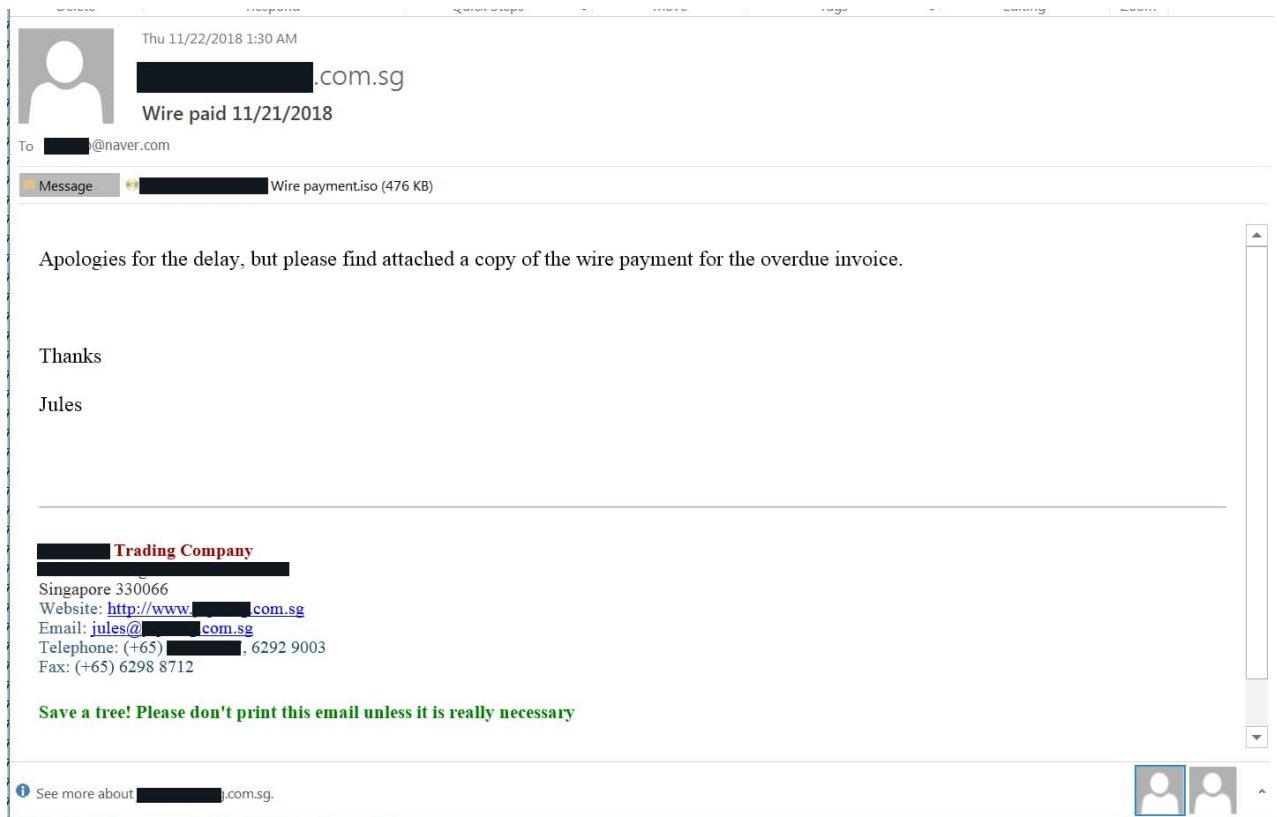 Thu 11/22/2018 1:30 AM
.com.sg
Wire paid 11/21/2018
To @naver.com
Message Wire payment.iso (476 KB)
Apologies for the delay, but please find attached a copy of the wire payment for the overdue invoice.
Thanks
Jules
Trading Company
Singapore 330066
Website: http://www. com.sg
Email: jules@ com.sg
Telephone: (+65) , 6292 9003
Fax: (+65) 6298 8712
Save a tree! Please don't print this email unless it is really necessary
See more about .com.sg.